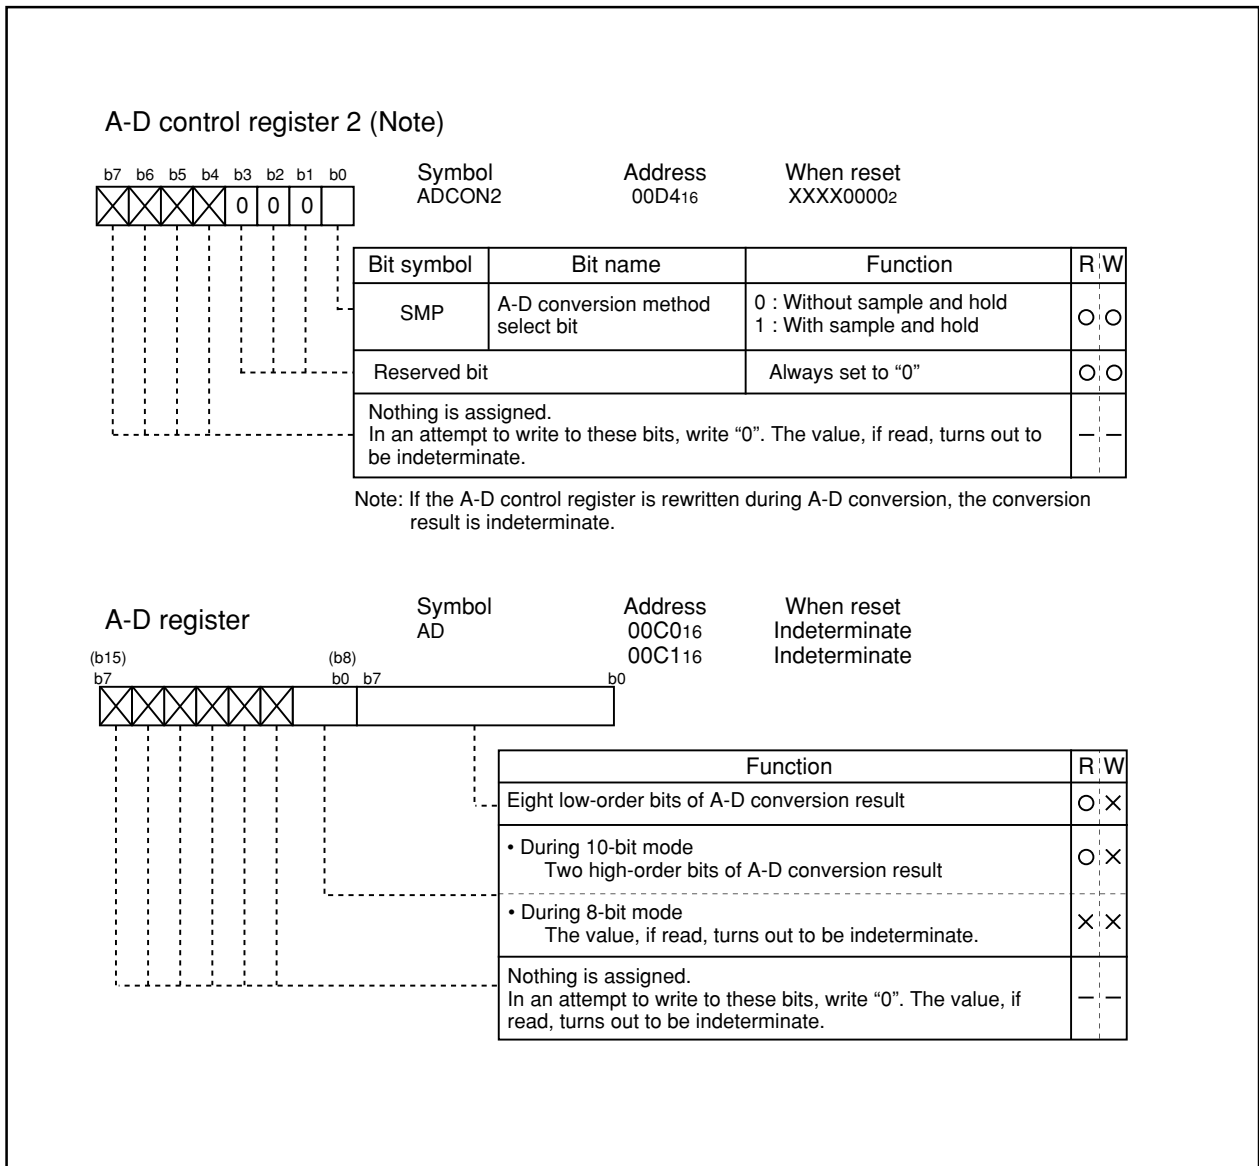 A-D control register 2 (Note)
b7 b6 b5 b4 b3 b2 b1 b0
Symbol Address When reset
ADCON2 00D416 XXXX00002
0 0 0
Bit symbol Bit name Function R W
SMP
A-D conversion method
select bit
0 : Without sample and hold
1 : With sample and hold
Reserved bit Always set to “0”
Nothing is assigned.
In an attempt to write to these bits, write “0”. The value, if read, turns out to
be indeterminate.
Note: If the A-D control register is rewritten during A-D conversion, the conversion
result is indeterminate.
A-D register
Symbol Address When reset
AD 00C016 Indeterminate
00C116 Indeterminate
(b15) (b8)
b7 b0 b7 b0
Function R W
Eight low-order bits of A-D conversion result
• During 10-bit mode
Two high-order bits of A-D conversion result
• During 8-bit mode
The value, if read, turns out to be indeterminate.
Nothing is assigned.
In an attempt to write to these bits, write “0”. The value, if
read, turns out to be indeterminate.